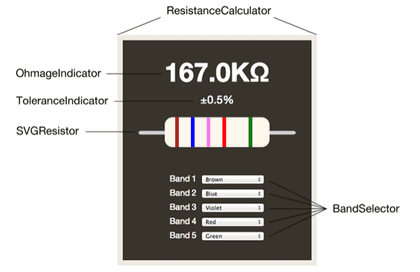 ResistanceCalculator
OhmageIndicator
167.0KΩ
ToleranceIndicator
±0.5%
SVGResistor
Band 1 Brown
Band 2 Blue
Band 3 Violet
Band 4 Red
Band 5 Green
BandSelector